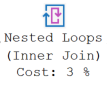 Nested Loops
(Inner Join)
Cost: 3 %